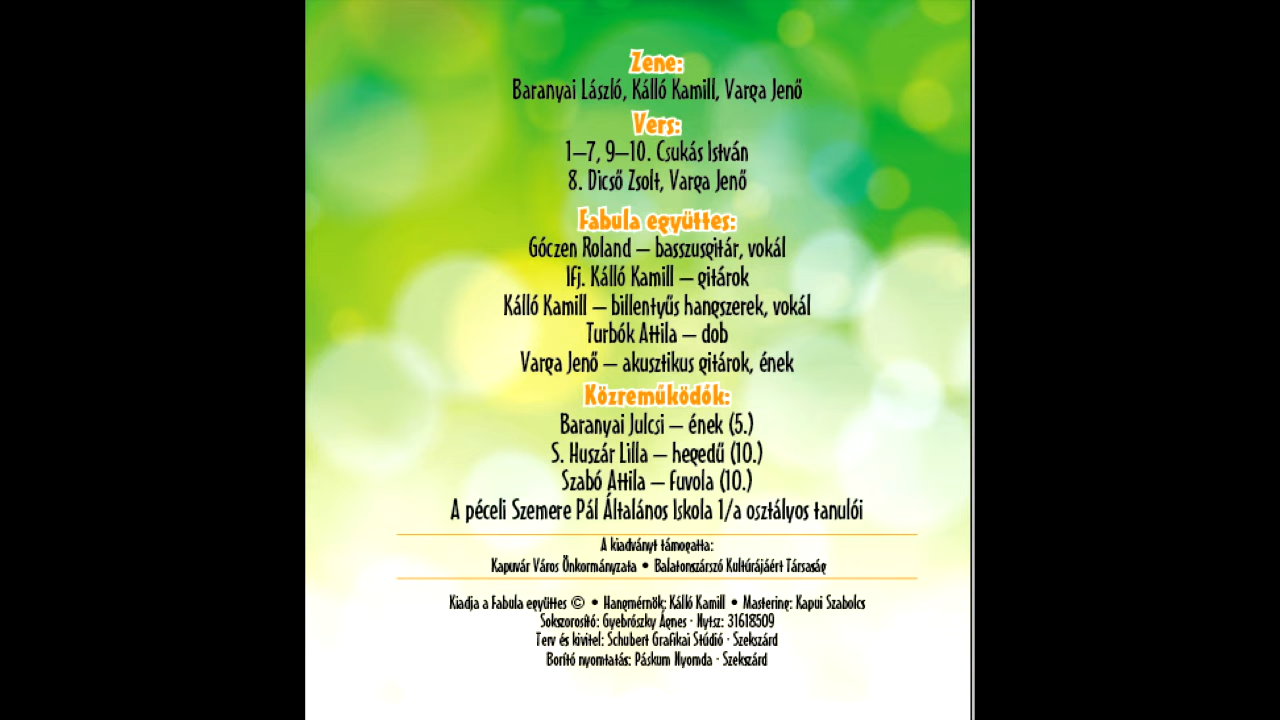 Zene:
Baranyai László, Kálló Kamill, Varga Jenő
Vers:
1–7, 9–10. Csukás István
8. Dicső Zsolt, Varga Jenő
Fabula együttes:
Góczen Roland – basszusgitár, vokál
Ifj. Kálló Kamill – gitárok
Kálló Kamill – billentyűs hangszerek, vokál
Turbók Attila – dob
Varga Jenő – akusztikus gitárok, ének
Közreműködők:
Baranyai Julcsi – ének (5.)
S. Huszár Lilla – hegedű (10.)
Szabó Attila – fuvola (10.)
A péceli Szemere Pál Általános Iskola 1/a osztályos tanulói
A kiadványt támogatta:
Kapuvár Város Önkormányzata • Balatonszárszó Kultúrájáért Társaság
Kiadja a Fabula együttes © • Hangmérnök: Kálló Kamill • Mastering: Kapui Szabolcs
Sokszorosító: Gyebrószky Ágnes · Nytsz: 31618509
Terv és kivitel: Schubert Grafikai Stúdió · Szekszárd
Borító nyomtatás: Páskum Nyomda · Szekszárd